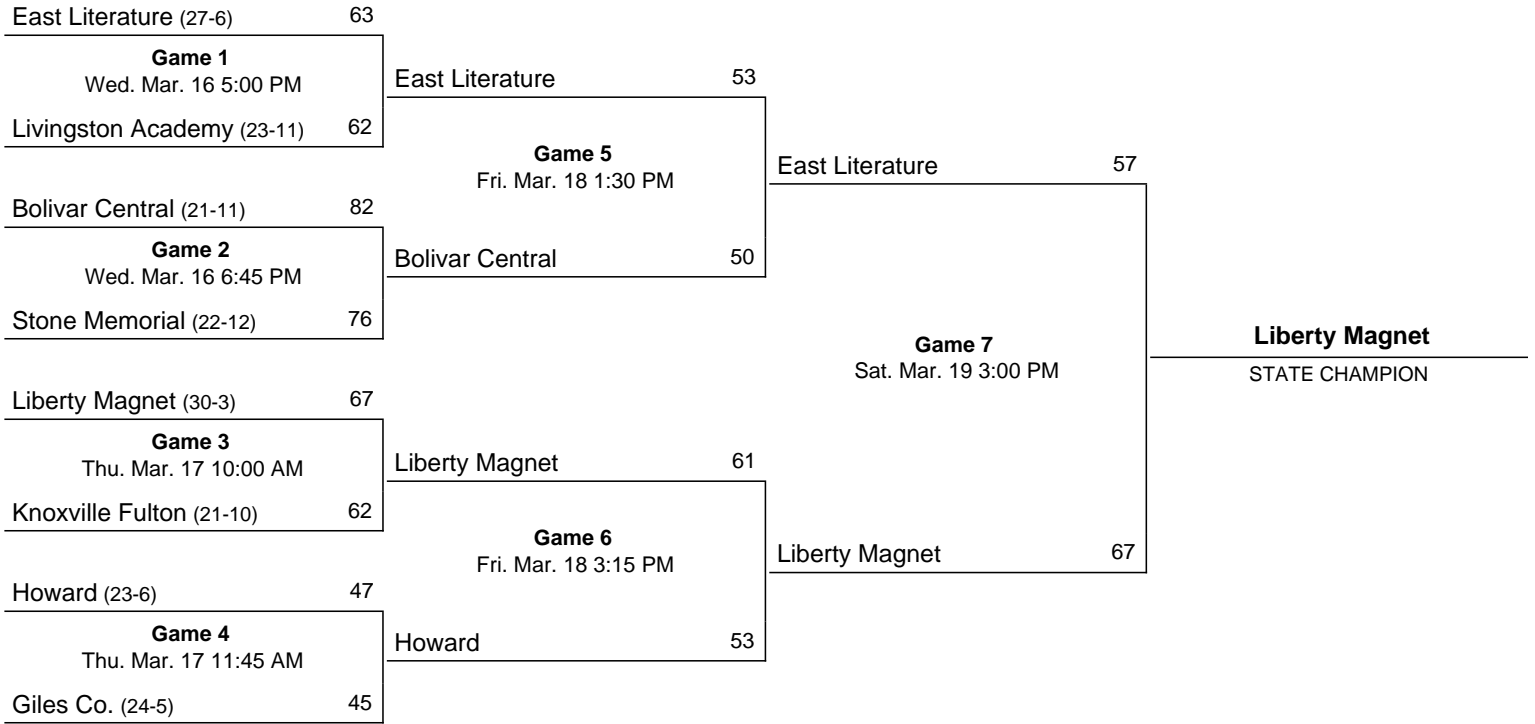 East Literature (27-6) 63
Game 1
Wed. Mar. 16 5:00 PM
Livingston Academy (23-11) 62
Bolivar Central (21-11) 82
Game 2
Wed. Mar. 16 6:45 PM
Stone Memorial (22-12) 76
Liberty Magnet (30-3) 67
Game 3
Thu. Mar. 17 10:00 AM
Knoxville Fulton (21-10) 62
Howard (23-6) 47
Game 4
Thu. Mar. 17 11:45 AM
Giles Co. (24-5) 45
East Literature 53
Game 5
Fri. Mar. 18 1:30 PM
Bolivar Central 50
Liberty Magnet 61
Game 6
Fri. Mar. 18 3:15 PM
Howard 53
East Literature 57
Game 7
Sat. Mar. 19 3:00 PM
Liberty Magnet 67
Liberty Magnet
STATE CHAMPION